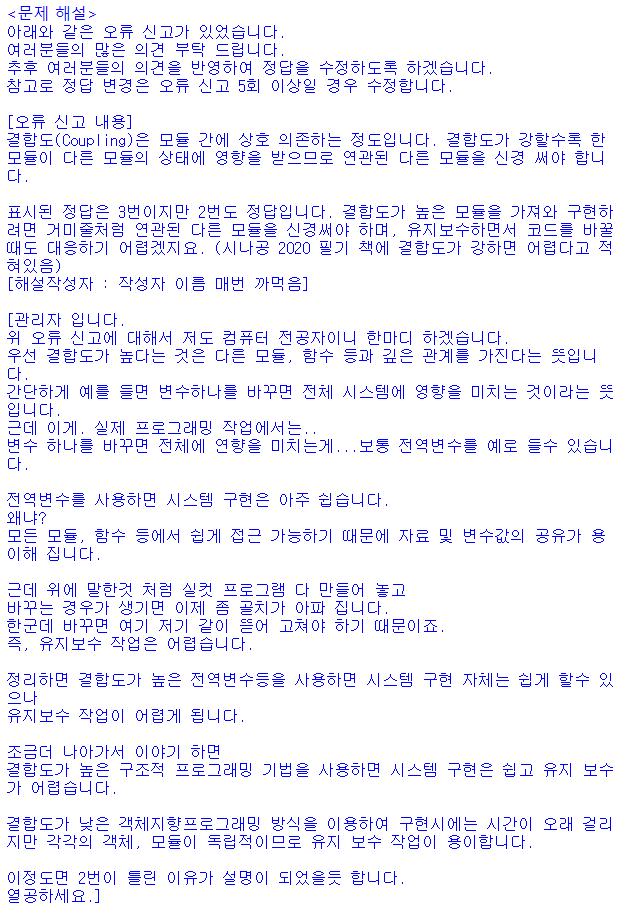 <문제 해설>
아래와 같은 오류 신고가 있었습니다.
여러분들의 많은 의견 부탁 드립니다.
추후 여러분들의 의견을 반영하여 정답을 수정하도록 하겠습니다.
참고로 정답 변경은 오류 신고 5회 이상일 경우 수정합니다.
[오류 신고 내용]
결합도(Coupling)은 모듈 간에 상호 의존하는 정도입니다. 결합도가 강할수록 한
모듈이 다른 모듈의 상태에 영향을 받으므로 연관된 다른 모듈을 신경 써야 합니
다.
표시된 정답은 3번이지만 2번도 정답입니다. 결합도가 높은 모듈을 가져와 구현하
려면 거미줄처럼 연관된 다른 모듈을 신경써야 하며, 유지보수하면서 코드를 바꿀
때도 대응하기 어렵겠지요. (시나공 2020 필기 책에 결합도가 강하면 어렵다고 적
혀있음)
[해설작성자 : 작성자 이름 매번 까먹음]
[관리자 입니다.
위 오류 신고에 대해서 저도 컴퓨터 전공자이니 한마디 하겠습니다.
우선 결합도가 높다는 것은 다른 모듈, 함수 등과 깊은 관계를 가진다는 뜻입니
다.
간단하게 예를 들면 변수하나를 바꾸면 전체 시스템에 영향을 미치는 것이라는 뜻
입니다.
근데 이게. 실제 프로그래밍 작업에서는..
변수 하나를 바꾸면 전체에 연향을 미치는게...보통 전역변수를 예로 들수 있습니
다.
전역변수를 사용하면 시스템 구현은 아주 쉽습니다.
왜냐?
모든 모듈, 함수 등에서 쉽게 접근 가능하기 때문에 자료 및 변수값의 공유가 용
이해 집니다.
근데 위에 말한것 처럼 실컷 프로그램 다 만들어 놓고
바꾸는 경우가 생기면 이제 좀 골치가 아파 집니다.
한군데 바꾸면 여기 저기 같이 뜯어 고쳐야 하기 때문이죠.
즉, 유지보수 작업은 어렵습니다.
정리하면 결합도가 높은 전역변수등을 사용하면 시스템 구현 자체는 쉽게 할수 있
으나
유지보수 작업이 어렵게 됩니다.
조금더 나아가서 이야기 하면
결합도가 높은 구조적 프로그래밍 기법을 사용하면 시스템 구현은 쉽고 유지 보수
가 어렵습니다.
결합도가 낮은 객체지향프로그래밍 방식을 이용하여 구현시에는 시간이 오래 걸리
지만 각각의 객체, 모듈이 독립적이므로 유지 보수 작업이 용이합니다.
이정도면 2번이 틀린 이유가 설명이 되었을듯 합니다.
열공하세요.]